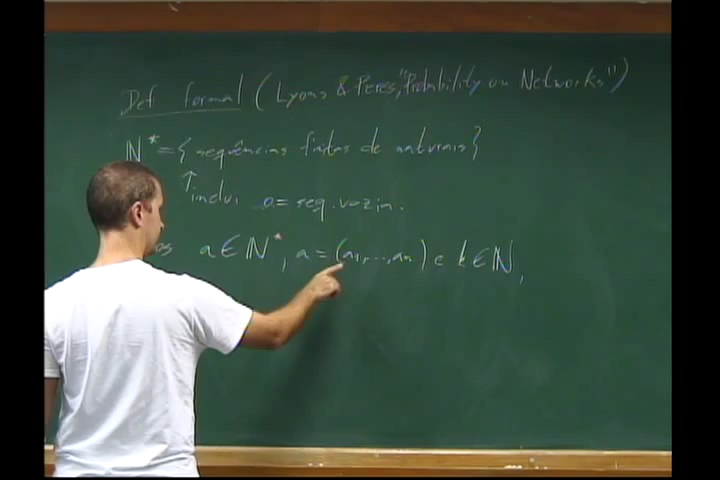 Def formal (Lyons & Peres, "Probability on Networks")
ℕ* = { sequências finitas de naturais }
↑ inclui o = seq. vazia.
a ∈ ℕ*, a = (a₁, ..., aₙ) e k ∈ ℕ,